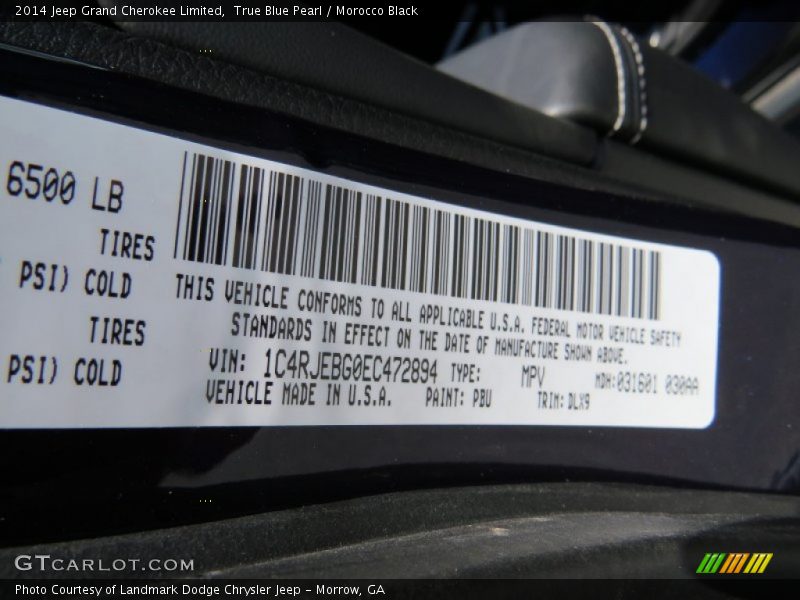 2014 Jeep Grand Cherokee Limited,  True Blue Pearl / Morocco Black
6500 LB
TIRES
PSI) COLD
THIS VEHICLE CONFORMS TO ALL APPLICABLE U.S.A. FEDERAL MOTOR VEHICLE SAFETY
STANDARDS IN EFFECT ON THE DATE OF MANUFACTURE SHOWN ABOVE.
TIRES
VIN: 1C4RJEBG0EC472894 TYPE: MPV MDH:031601 030AA
PSI) COLD
VEHICLE MADE IN U.S.A. PAINT: PBU TRIM: DLX9
GTCARLOT.COM
Photo Courtesy of Landmark Dodge Chrysler Jeep – Morrow, GA